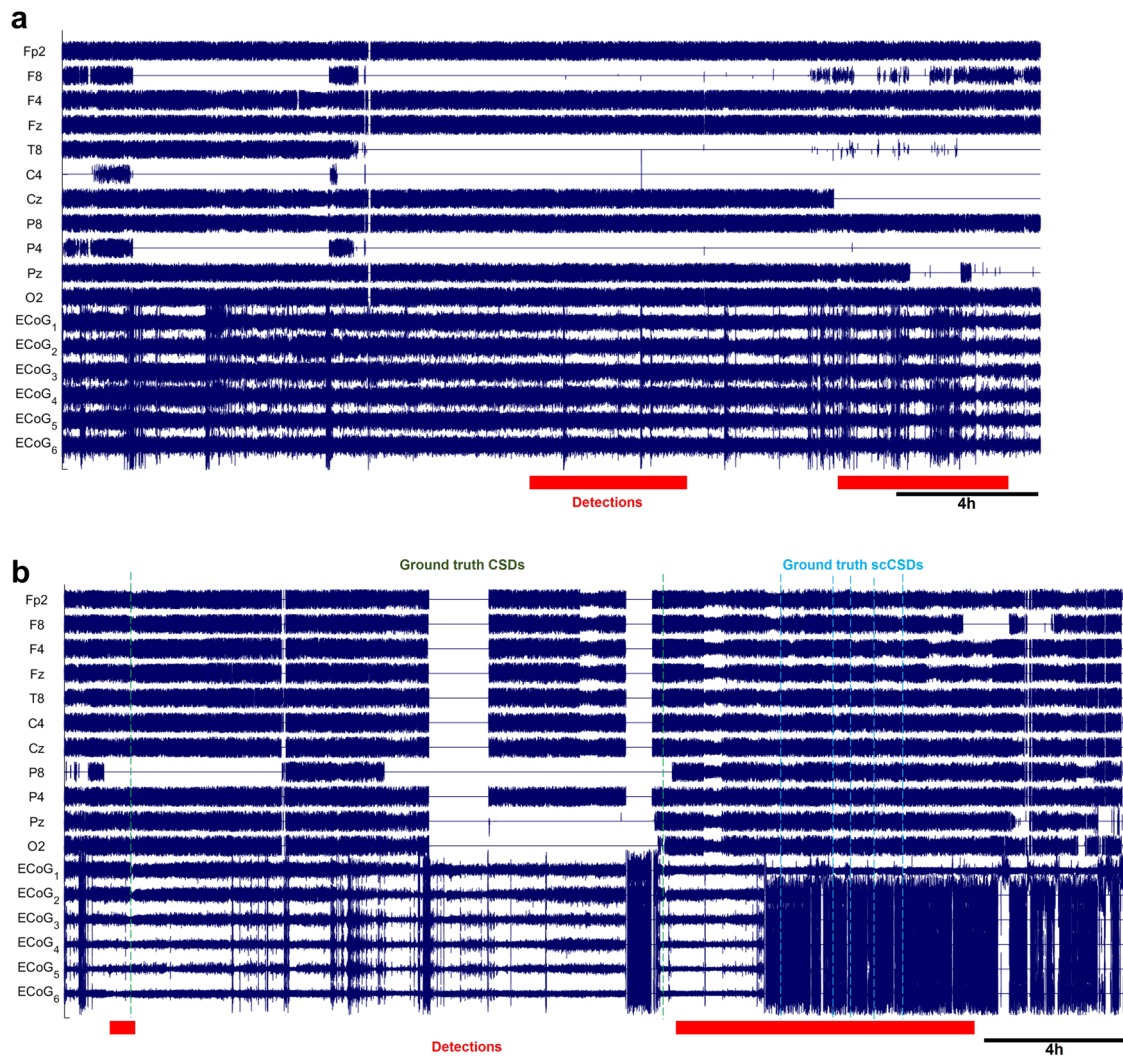 a
Fp2
F8
F4
Fz
T8
C4
Cz
P8
P4
Pz
O2
ECoG1
ECoG2
ECoG3
ECoG4
ECoG5
ECoG6
Detections
4h
b
Ground truth CSDs
Ground truth scCSDs
Fp2
F8
F4
Fz
T8
C4
Cz
P8
P4
Pz
O2
ECoG1
ECoG2
ECoG3
ECoG4
ECoG5
ECoG6
Detections
4h